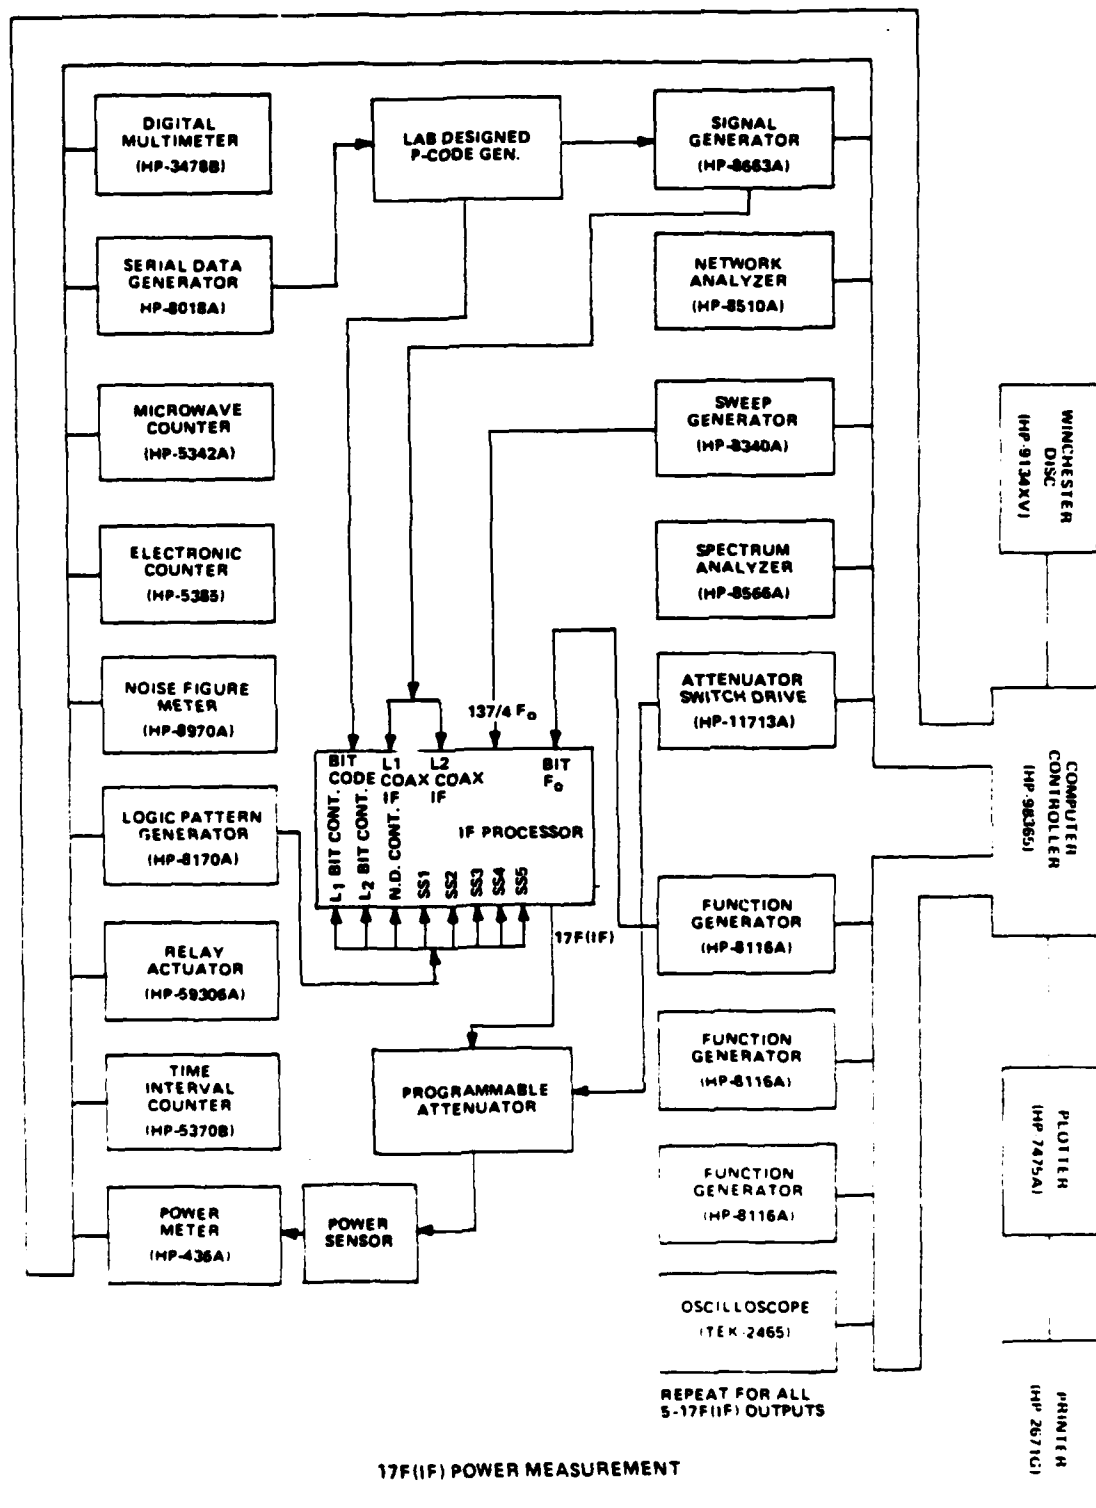 DIGITAL
MULTIMETER
(HP-3478B)
LAB DESIGNED
P-CODE GEN.
SIGNAL
GENERATOR
(HP-8663A)
SERIAL DATA
GENERATOR
HP-8018A)
NETWORK
ANALYZER
(HP-8510A)
MICROWAVE
COUNTER
(HP-5342A)
SWEEP
GENERATOR
(HP-8340A)
ELECTRONIC
COUNTER
(HP-5385)
SPECTRUM
ANALYZER
(HP-8566A)
NOISE FIGURE
METER
(HP-8970A)
ATTENUATOR
SWITCH DRIVE
(HP-11713A)
137/4 Fo
BIT
CODE
L1
COAX
IF
L2
COAX
IF
BIT
Fo
IF PROCESSOR
L1 BIT CONT.
L2 BIT CONT.
N.D. CONT.
SS1
SS2
SS3
SS4
SS5
17F(IF)
LOGIC PATTERN
GENERATOR
(HP-8170A)
FUNCTION
GENERATOR
(HP-8116A)
RELAY
ACTUATOR
(HP-59306A)
FUNCTION
GENERATOR
(HP-8116A)
TIME
INTERVAL
COUNTER
(HP-5370B)
PROGRAMMABLE
ATTENUATOR
FUNCTION
GENERATOR
(HP-8116A)
POWER
METER
(HP-436A)
POWER
SENSOR
OSCILLOSCOPE
(TEK-2465)
REPEAT FOR ALL
5-17F(IF) OUTPUTS
WINCHESTER
DISC
(HP-9134XV)
COMPUTER
CONTROLLER
(HP-98365)
PLOTTER
(HP 7475A)
PRINTER
(HP 2671G)
17F(IF) POWER MEASUREMENT